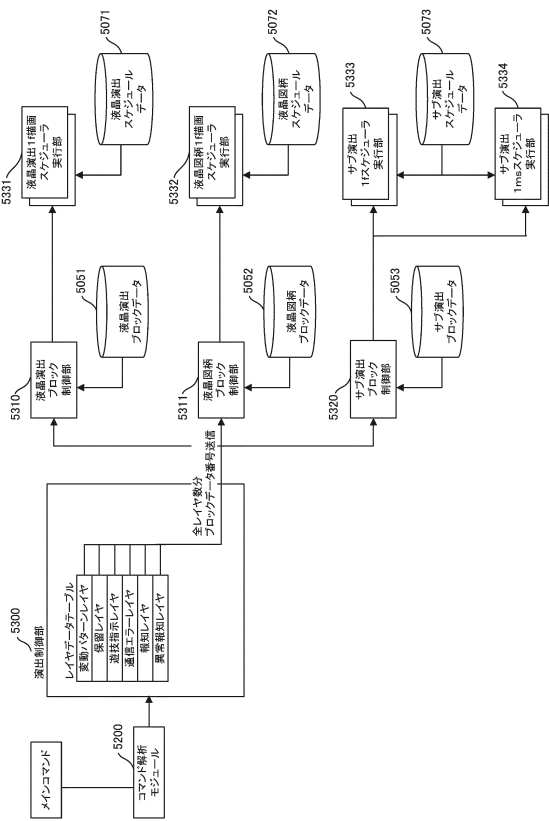 メインコマンド
コマンド解析
モジュール
5200
演出制御部
5300
レイヤデータテーブル
変動パターンレイヤ
保留レイヤ
遊技指示レイヤ
通信エラーレイヤ
報知レイヤ
異常報知レイヤ
全レイヤ数分
ブロックデータ番号送信
5310
液晶演出
ブロック
制御部
5051
液晶演出
ブロックデータ
5331
液晶演出1f描画
スケジューラ
実行部
5071
液晶演出
スケジュール
データ
5311
液晶図柄
ブロック
制御部
5052
液晶図柄
ブロックデータ
5332
液晶図柄1f描画
スケジューラ
実行部
5072
液晶図柄
スケジュール
データ
5320
サブ演出
ブロック
制御部
5053
サブ演出
ブロックデータ
5333
サブ演出
1fスケジューラ
実行部
5073
サブ演出
スケジュール
データ
5334
サブ演出
1msスケジューラ
実行部